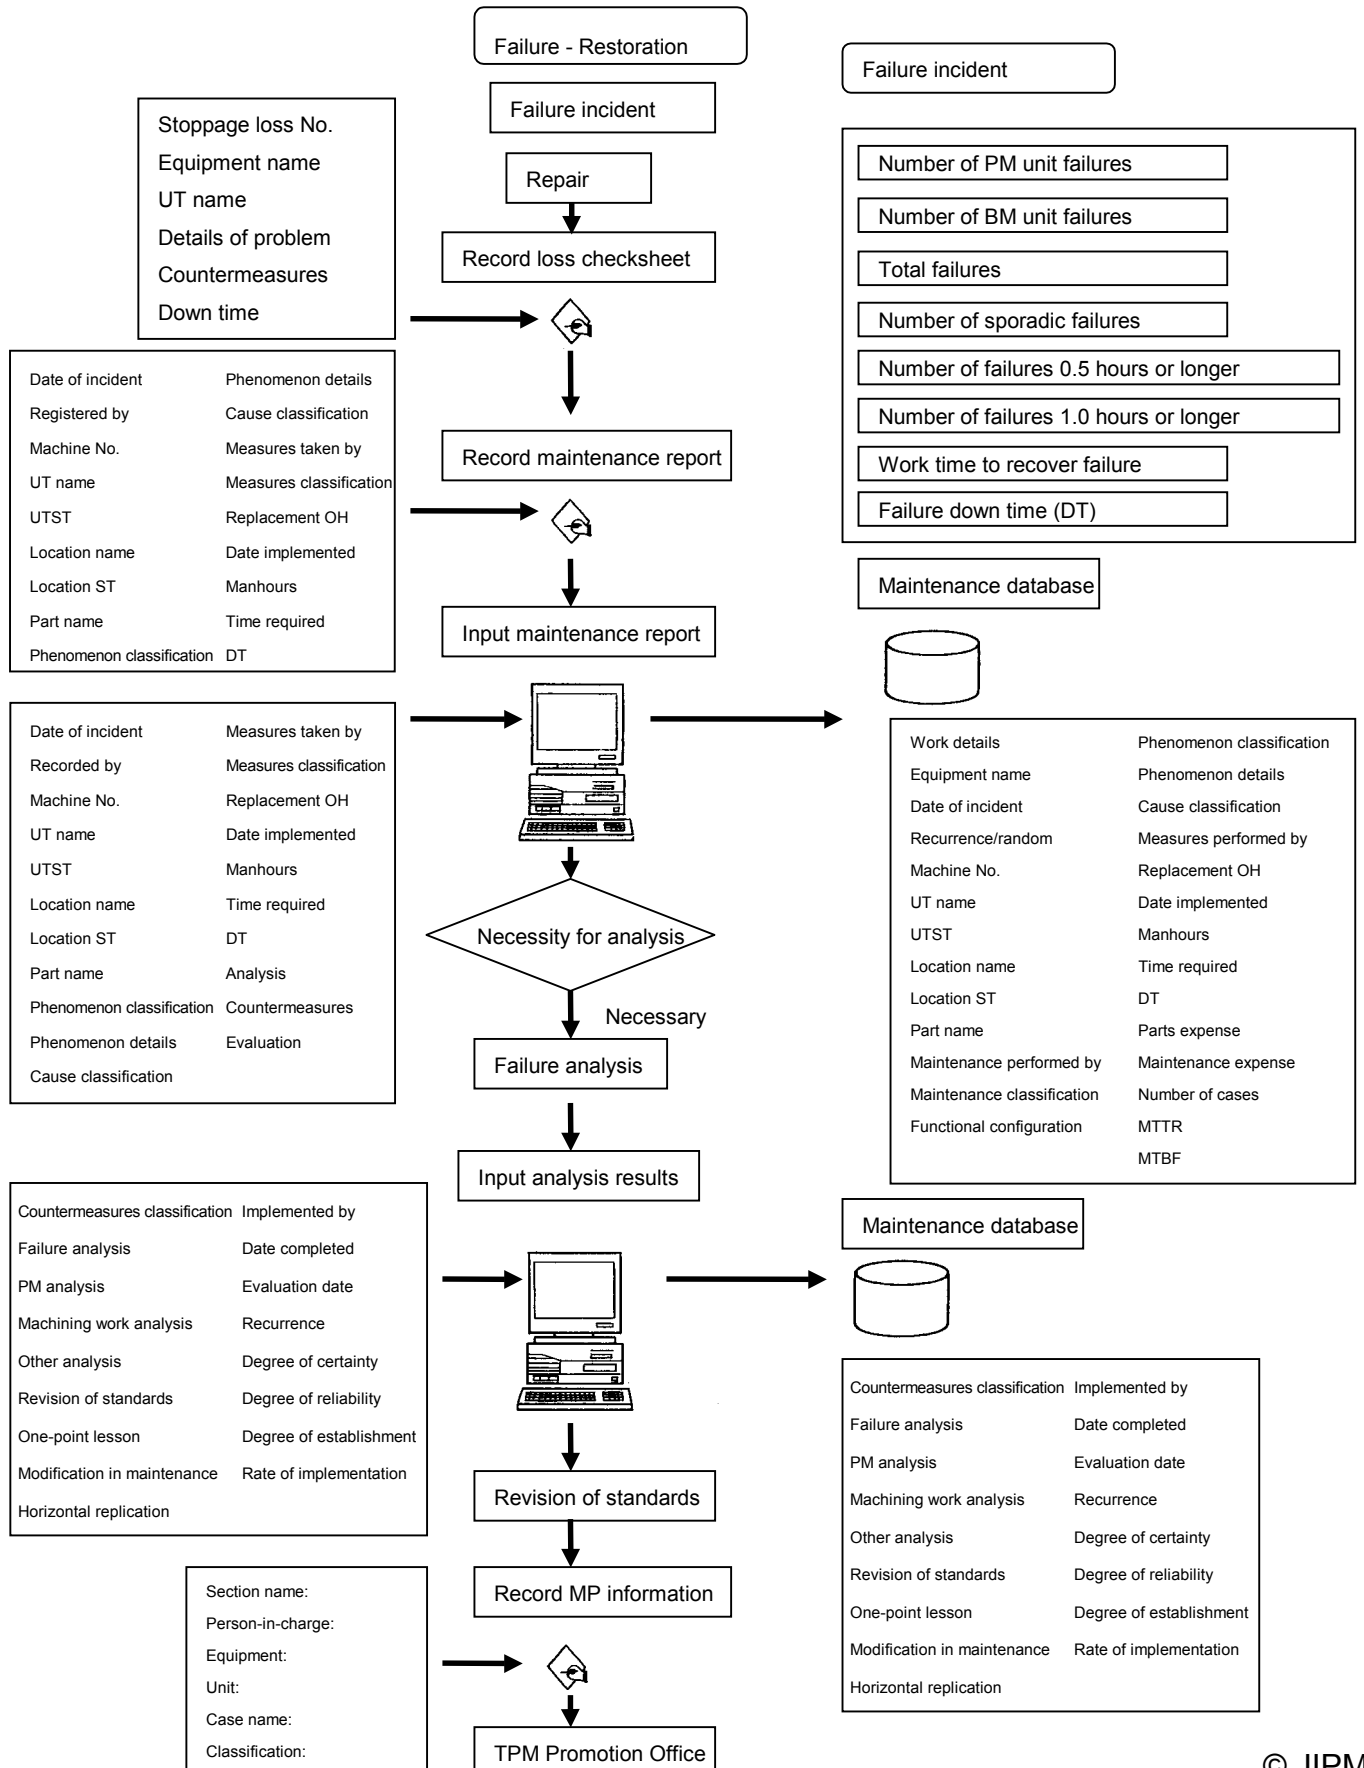 Failure - Restoration
Failure incident
Failure incident
Stoppage loss No.
Equipment name
UT name
Details of problem
Countermeasures
Down time
Repair
Record loss checksheet
Number of PM unit failures
Number of BM unit failures
Total failures
Number of sporadic failures
Number of failures 0.5 hours or longer
Number of failures 1.0 hours or longer
Work time to recover failure
Failure down time (DT)
Date of incident Phenomenon details
Registered by Cause classification
Machine No. Measures taken by
UT name Measures classification
UTST Replacement OH
Location name Date implemented
Location ST Manhours
Part name Time required
Phenomenon classification DT
Record maintenance report
Input maintenance report
Maintenance database
Date of incident Measures taken by
Recorded by Measures classification
Machine No. Replacement OH
UT name Date implemented
UTST Manhours
Location name Time required
Location ST DT
Part name Analysis
Phenomenon classification Countermeasures
Phenomenon details Evaluation
Cause classification
Necessity for analysis
Necessary
Failure analysis
Input analysis results
Work details Phenomenon classification
Equipment name Phenomenon details
Date of incident Cause classification
Recurrence/random Measures performed by
Machine No. Replacement OH
UT name Date implemented
UTST Manhours
Location name Time required
Location ST DT
Part name Parts expense
Maintenance performed by Maintenance expense
Maintenance classification Number of cases
Functional configuration MTTR
MTBF
Countermeasures classification Implemented by
Failure analysis Date completed
PM analysis Evaluation date
Machining work analysis Recurrence
Other analysis Degree of certainty
Revision of standards Degree of reliability
One-point lesson Degree of establishment
Modification in maintenance Rate of implementation
Horizontal replication
Maintenance database
Revision of standards
Record MP information
Countermeasures classification Implemented by
Failure analysis Date completed
PM analysis Evaluation date
Machining work analysis Recurrence
Other analysis Degree of certainty
Revision of standards Degree of reliability
One-point lesson Degree of establishment
Modification in maintenance Rate of implementation
Horizontal replication
Section name:
Person-in-charge:
Equipment:
Unit:
Case name:
Classification:
TPM Promotion Office
© JIPM